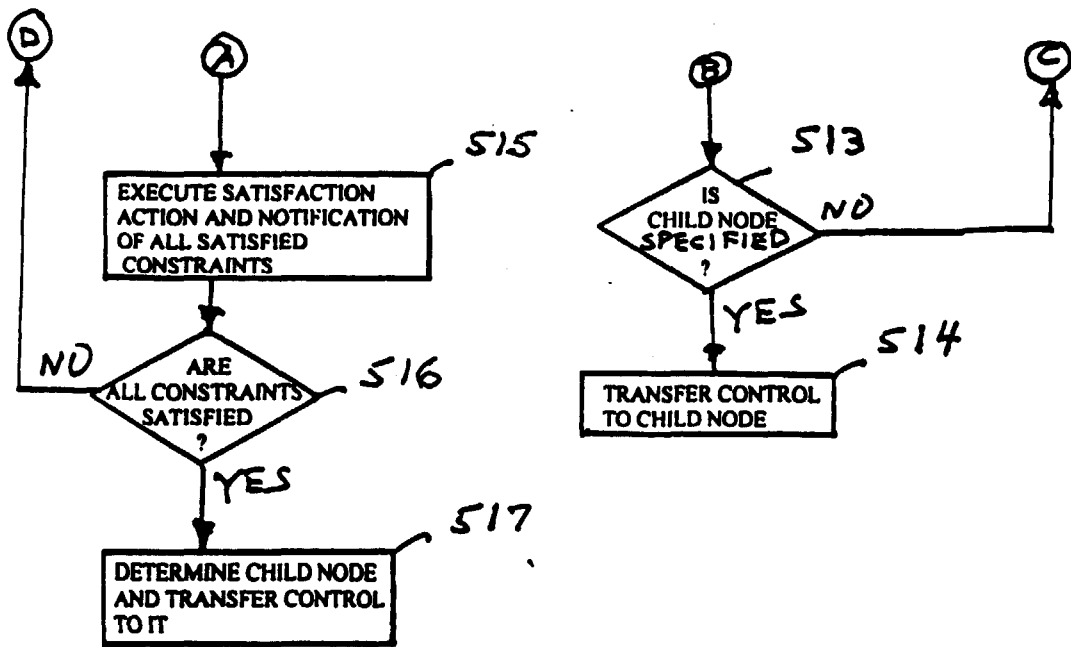 D
A
515
EXECUTE SATISFACTION
ACTION AND NOTIFICATION
OF ALL SATISFIED
CONSTRAINTS
NO
ARE
ALL CONSTRAINTS
SATISFIED
?
516
YES
517
DETERMINE CHILD NODE
AND TRANSFER CONTROL
TO IT
B
C
513
IS
CHILD NODE
SPECIFIED
?
NO
YES
514
TRANSFER CONTROL
TO CHILD NODE